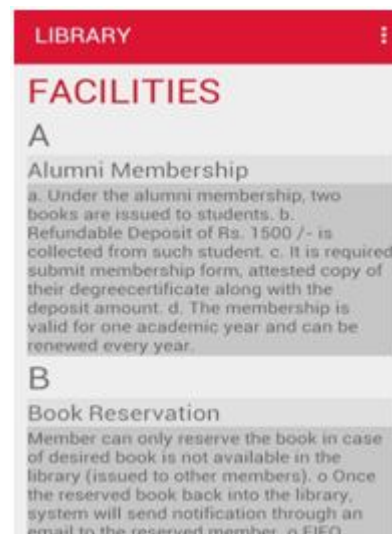 LIBRARY
FACILITIES
A
Alumni Membership
a. Under the alumni membership, two
books are issued to students. b.
Refundable Deposit of Rs. 1500 /- is
collected from such student. c. It is required
submit membership form, attested copy of
their degreecertificate along with the
deposit amount. d. The membership is
valid for one academic year and can be
renewed every year.
B
Book Reservation
Member can only reserve the book in case
of desired book is not available in the
library (issued to other members). o Once
the reserved book back into the library,
system will send notification through an
email to the reserved member. o FIFO